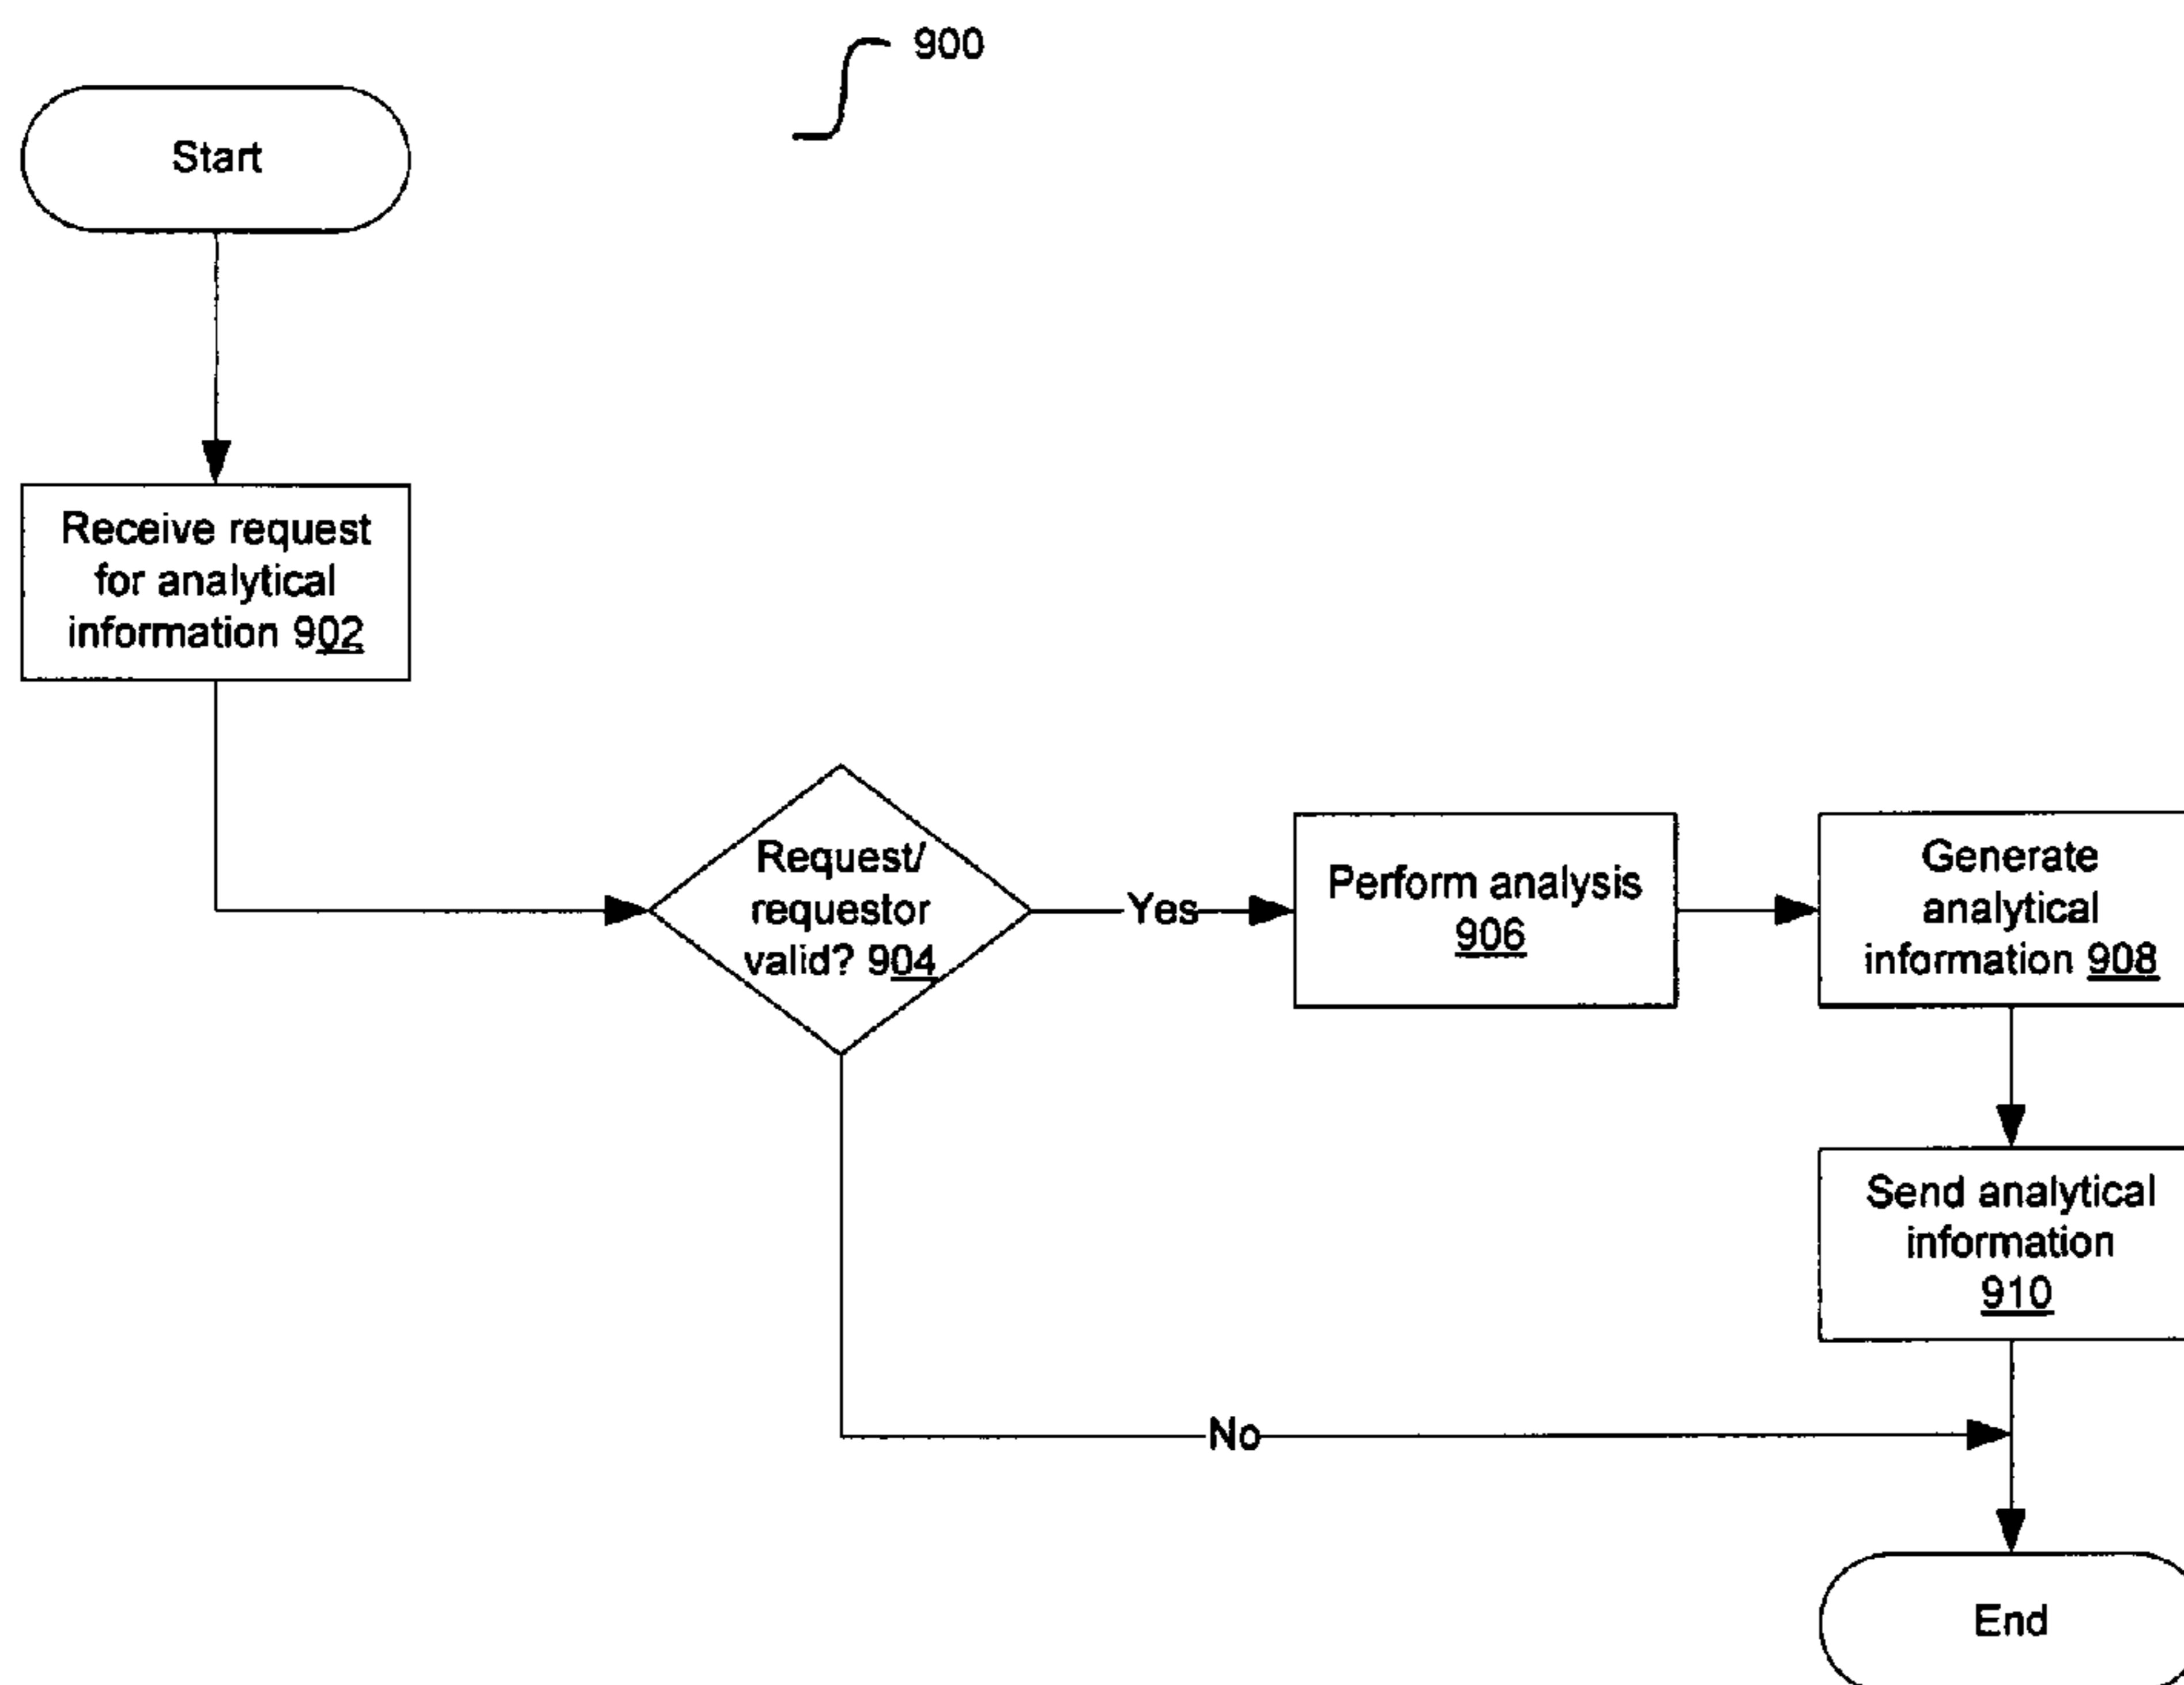 900
Start
Receive request
for analytical
information 902
Request/
requestor
valid? 904
Yes
Perform analysis
906
Generate
analytical
information 908
Send analytical
information
910
No
End